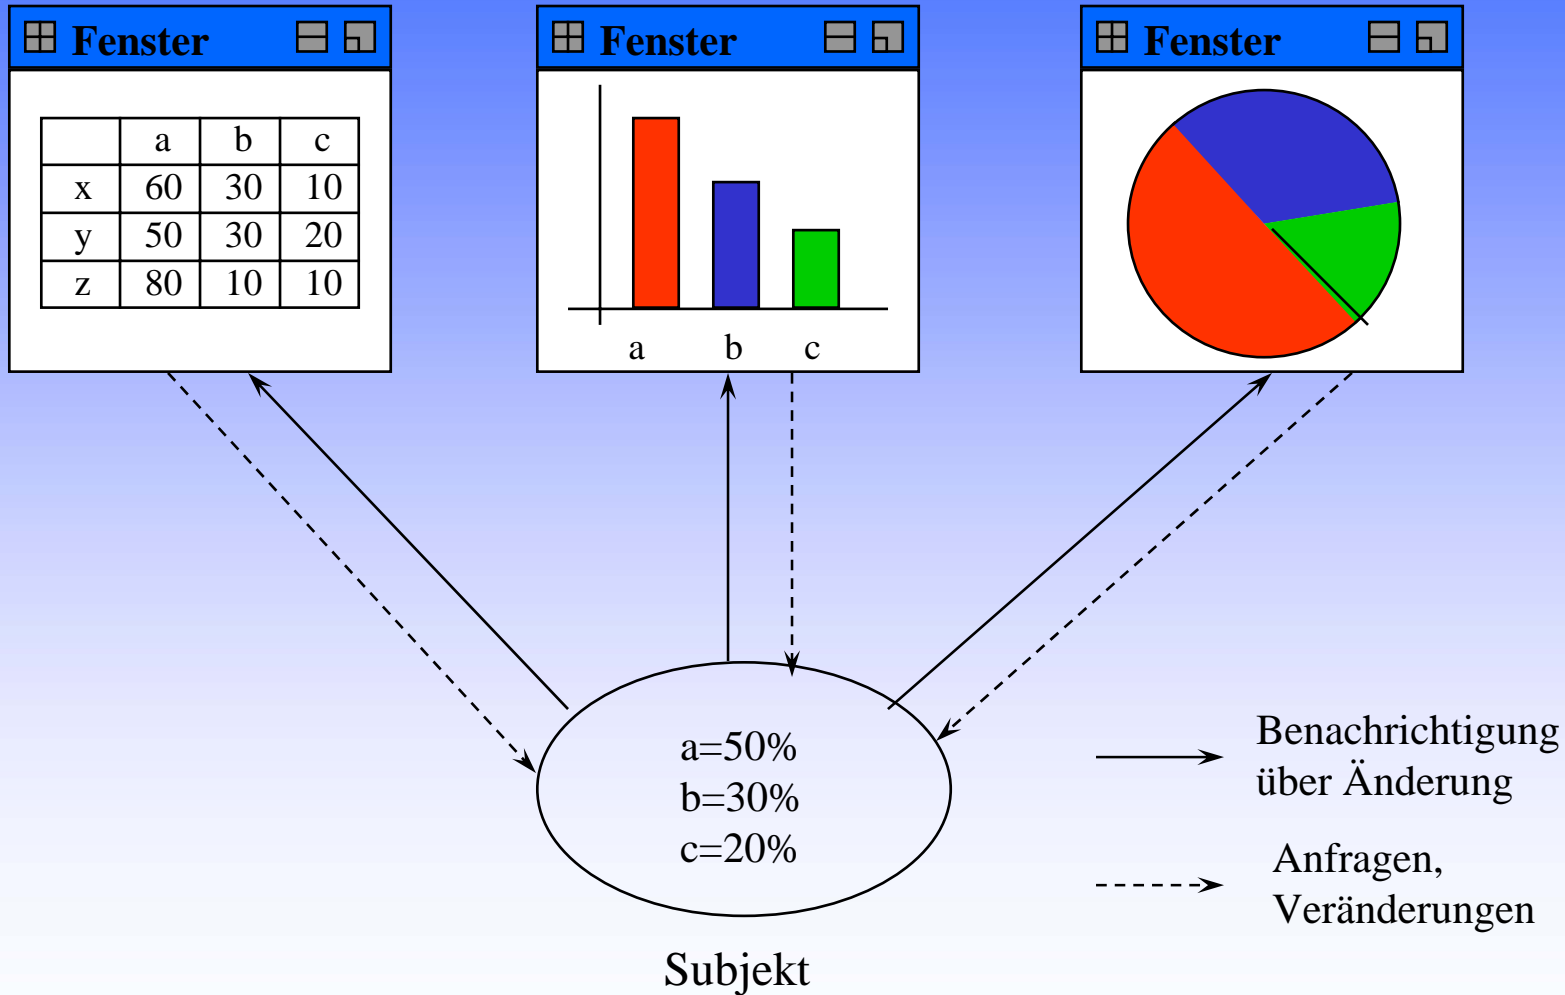 Fenster
Fenster
Fenster
a b c
x 60 30 10
y 50 30 20
z 80 10 10
a b c
a=50%
b=30%
c=20%
Subjekt
Benachrichtigung
über Änderung
Anfragen,
Veränderungen